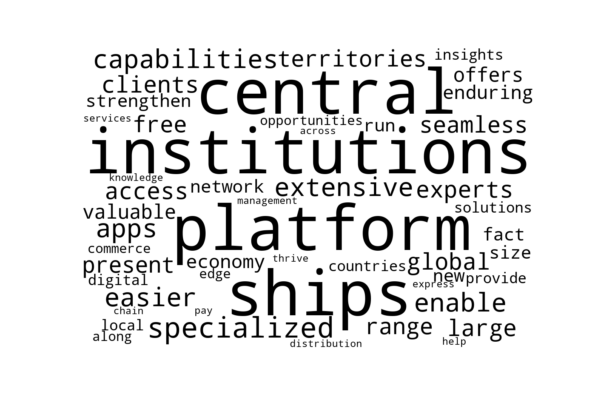 capabilities territories insights
clients central offers
strengthen enduring
services free opportunities run seamless
across
institutions
knowledge
access network extensive experts
management
valuable platform solutions
apps fact
commerce size
present economy thrive countries global
digital edge new provide
easier ships express enable
chain pay
local specialized range large
along distribution help